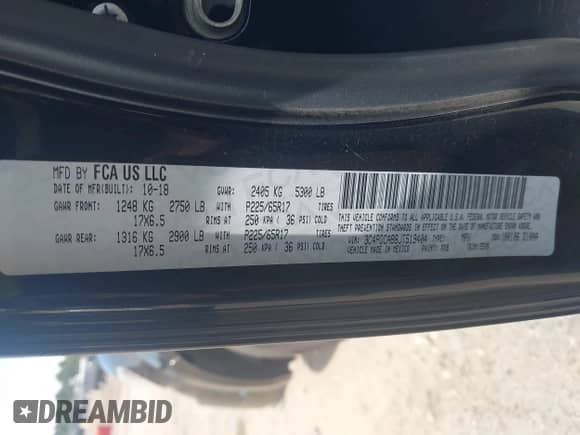 MFD BY FCA US LLC
DATE OF MFR(BUILT): 10-18 GVWR: 2405 KG 5300 LB
GAWR FRONT: 1248 KG 2750 LB WITH P225/65R17 TIRES
17X6.5 RIMS AT 250 KPA ( 36 PSI) COLD
GAWR REAR: 1316 KG 2900 LB WITH P225/65R17 TIRES
17X6.5 RIMS AT 250 KPA ( 36 PSI) COLD
THIS VEHICLE CONFORMS TO ALL APPLICABLE U.S.A. FEDERAL MOTOR VEHICLE SAFETY AND
THEFT PREVENTION STANDARDS IN EFFECT ON THE DATE OF MANUFACTURE SHOWN ABOVE.
VIN: TYPE: MPV
VEHICLE MADE IN MEXICO PAINT:
DREAMBID